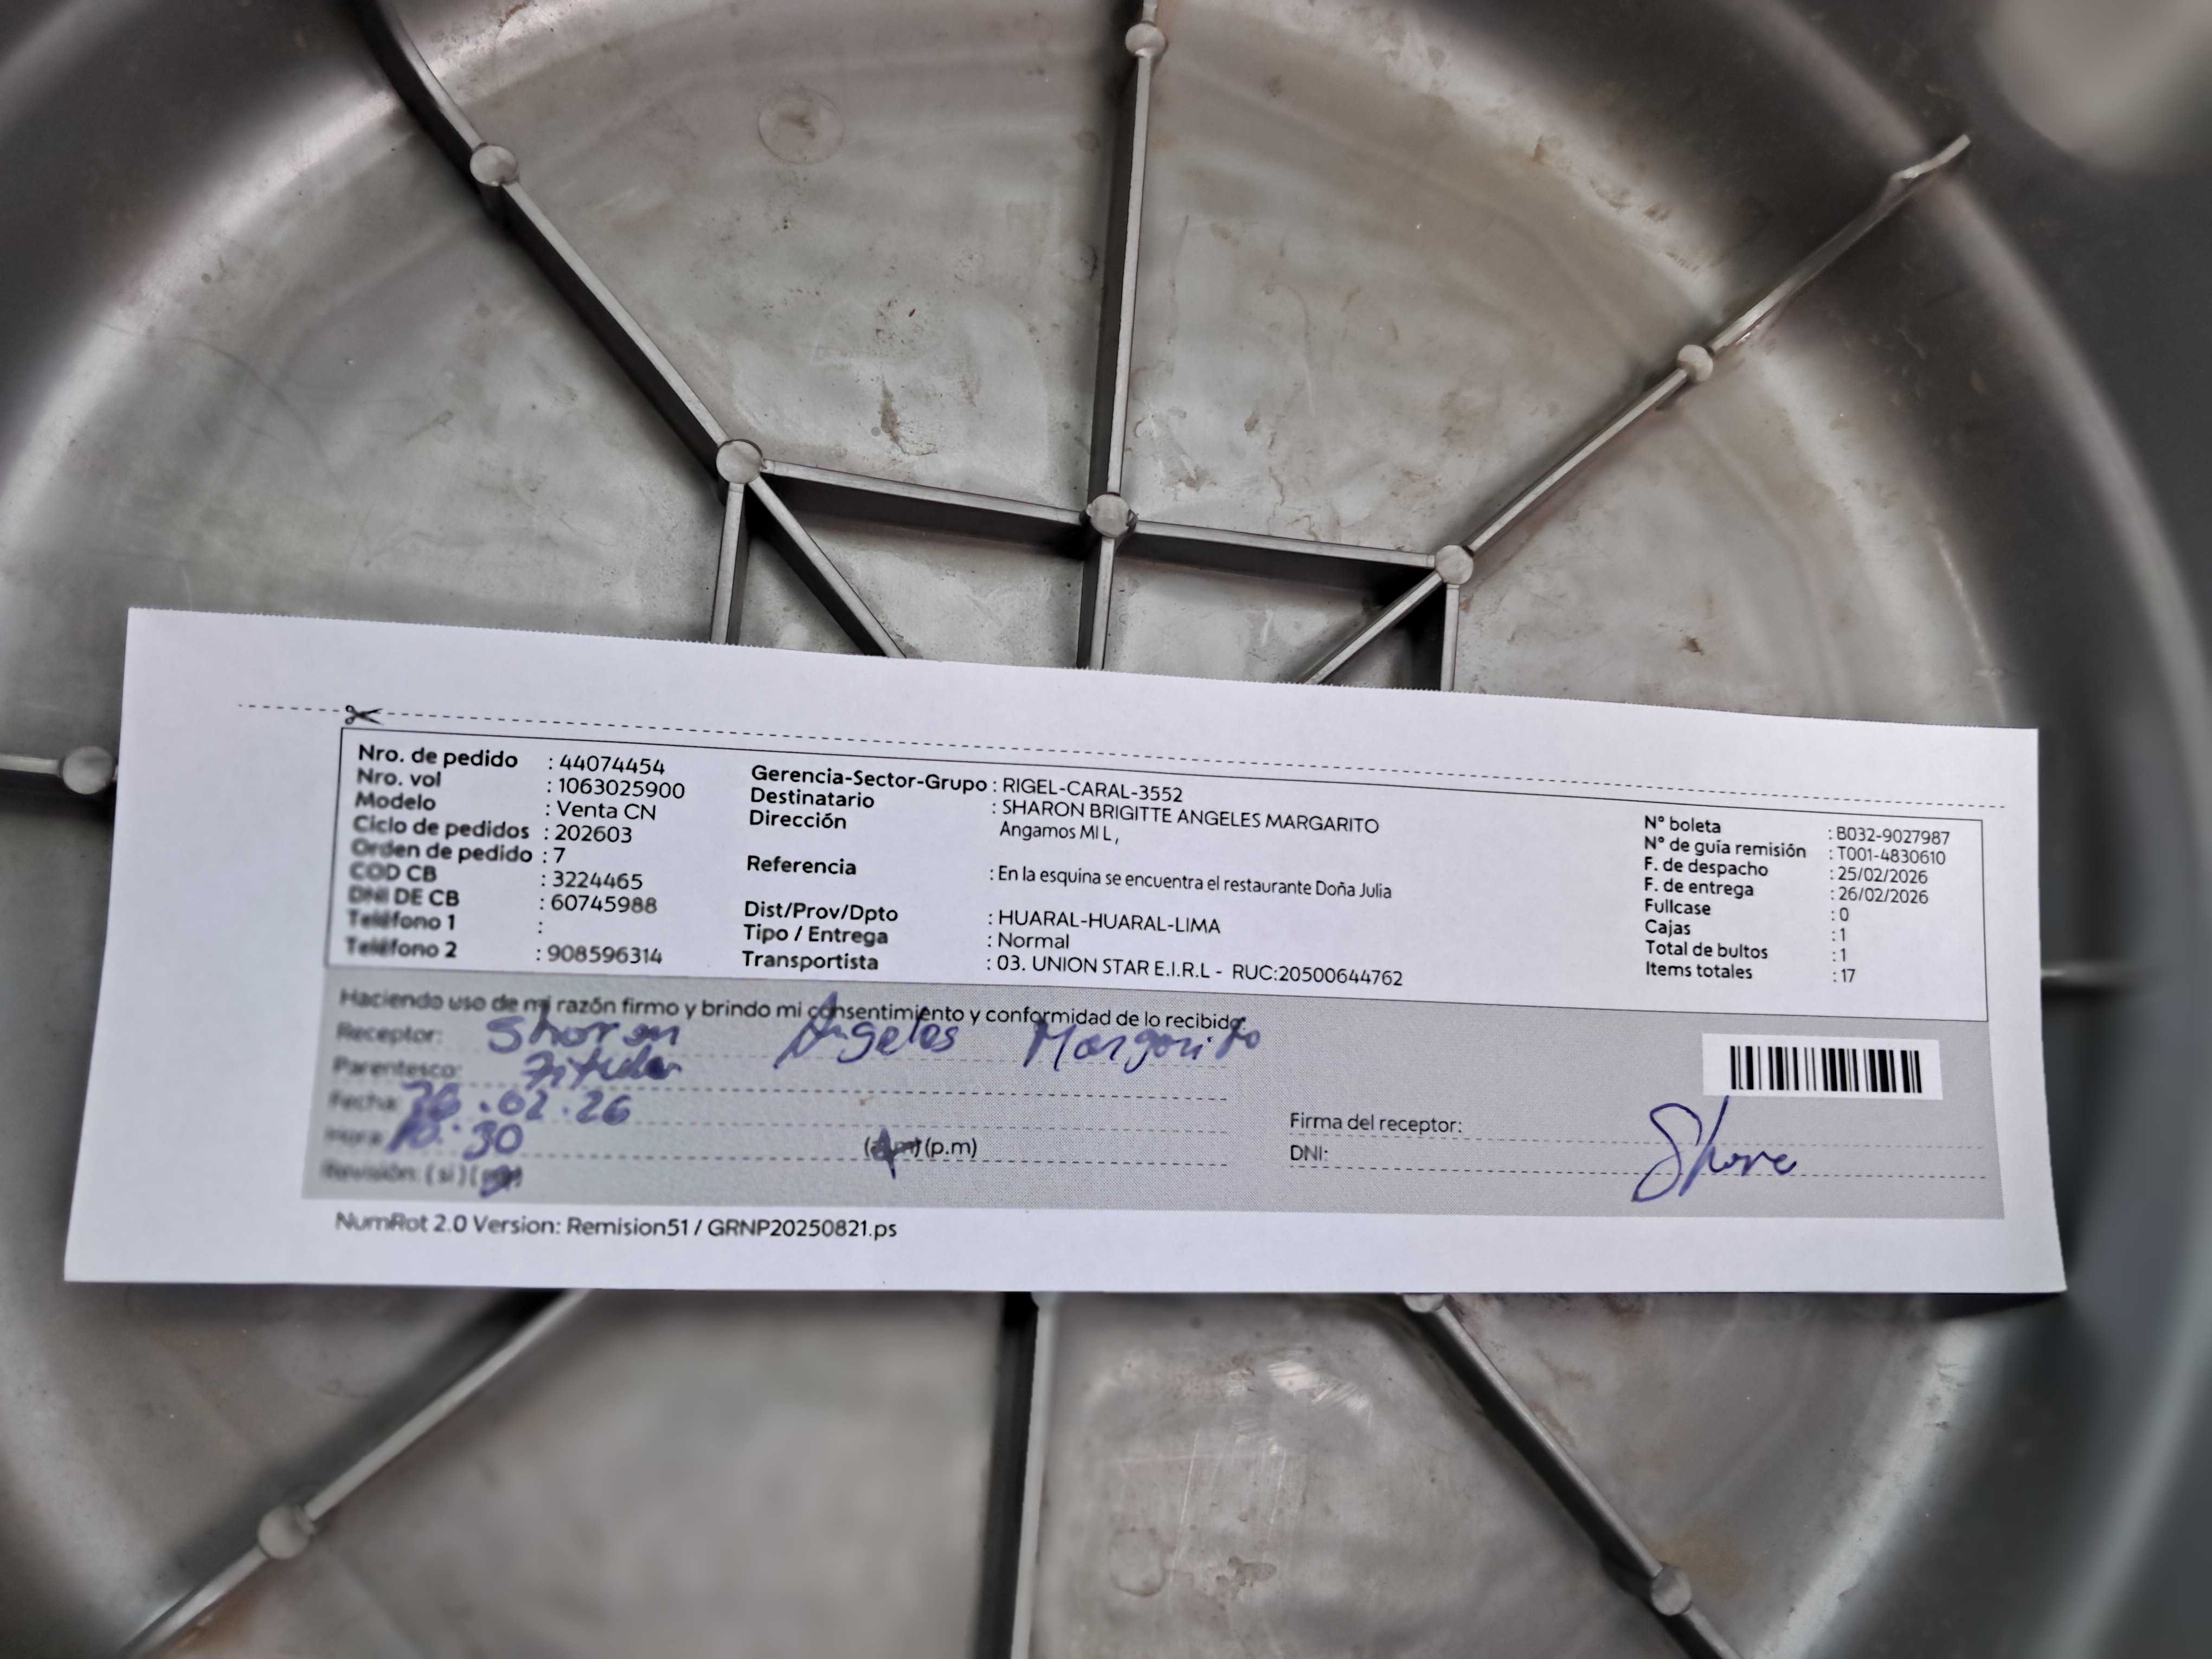 Nro. de pedido : 44074454
Nro. vol : 1063025900
Modelo : Venta CN
Ciclo de pedidos : 202603
Orden de pedido : 7
COD CB : 3224465
DNI DE CB : 60745988
Teléfono 1 :
Teléfono 2 : 908596314
Gerencia-Sector-Grupo : RIGEL-CARAL-3552
Destinatario : SHARON BRIGITTE ANGELES MARGARITO
Dirección Angamos MI L,
Referencia : En la esquina se encuentra el restaurante Doña Julia
Dist/Prov/Dpto : HUARAL-HUARAL-LIMA
Tipo / Entrega : Normal
Transportista : 03. UNION STAR E.I.R.L - RUC:20500644762
N° boleta : B032-9027987
N° de guía remisión : T001-4830610
F. de despacho : 25/02/2026
F. de entrega : 26/02/2026
Fullcase : 0
Cajas : 1
Total de bultos : 1
Items totales : 17
Haciendo uso de mi razón firmo y brindo mi consentimiento y conformidad de lo recibido.
Receptor: Sharon Angeles Margarito
Parentesco: Titular
Fecha: 26.02.26
Hora: 10:30 (a.m) (p.m)
Revisión: (si) (no)
Firma del receptor:
DNI:
NumRot 2.0 Version: Remision51 / GRNP20250821.ps